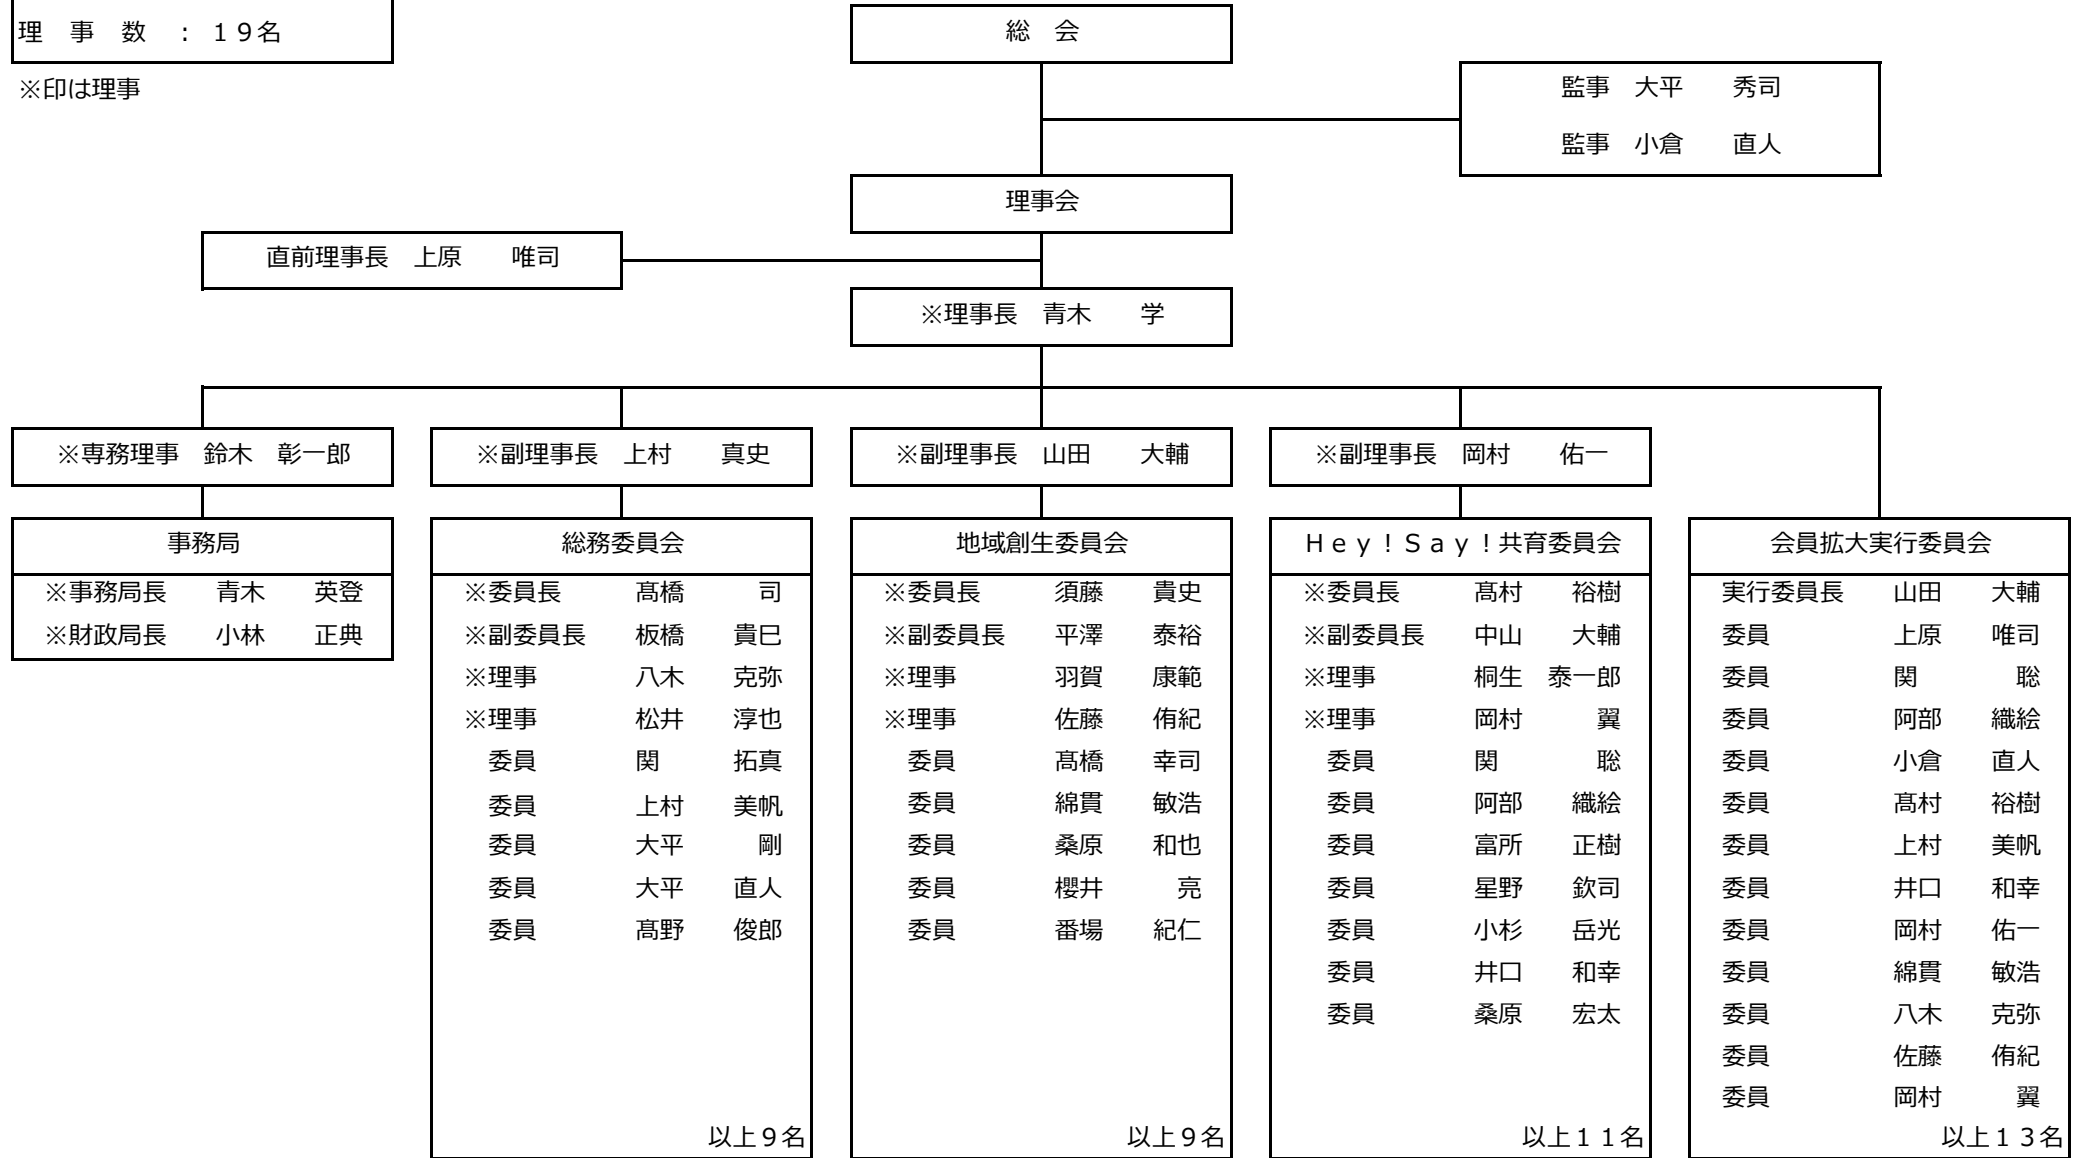 理　事　数　：１９名
※印は理事
総　会
監事　大平　　秀司
監事　小倉　　直人
理事会
直前理事長　上原　　唯司
※理事長　青木　　学
※専務理事　鈴木　彰一郎
※副理事長　上村　　真史
※副理事長　山田　　大輔
※副理事長　岡村　　佑一
事務局
※事務局長　　青木　　英登
※財政局長　　小林　　正典
総務委員会
※委員長　　　髙橋　　　司
※副委員長　　板橋　　貴巳
※理事　　　　八木　　克弥
※理事　　　　松井　　淳也
委員　　　　関　　　拓真
委員　　　　上村　　美帆
委員　　　　大平　　　剛
委員　　　　大平　　直人
委員　　　　髙野　　俊郎
以上９名
地域創生委員会
※委員長　　　須藤　　貴史
※副委員長　　平澤　　泰裕
※理事　　　　羽賀　　康範
※理事　　　　佐藤　　侑紀
委員　　　　髙橋　　幸司
委員　　　　綿貫　　敏浩
委員　　　　桑原　　和也
委員　　　　櫻井　　　亮
委員　　　　番場　　紀仁
以上９名
Ｈｅｙ！Ｓａｙ！共育委員会
※委員長　　　髙村　　裕樹
※副委員長　　中山　　大輔
※理事　　　　桐生　泰一郎
※理事　　　　岡村　　　翼
委員　　　　関　　　　聡
委員　　　　阿部　　織絵
委員　　　　富所　　正樹
委員　　　　星野　　欽司
委員　　　　小杉　　岳光
委員　　　　井口　　和幸
委員　　　　桑原　　宏太
以上１１名
会員拡大実行委員会
実行委員長　　山田　　大輔
委員　　　　　上原　　唯司
委員　　　　　関　　　　聡
委員　　　　　阿部　　織絵
委員　　　　　小倉　　直人
委員　　　　　髙村　　裕樹
委員　　　　　上村　　美帆
委員　　　　　井口　　和幸
委員　　　　　岡村　　佑一
委員　　　　　綿貫　　敏浩
委員　　　　　八木　　克弥
委員　　　　　佐藤　　侑紀
委員　　　　　岡村　　　翼
以上１３名